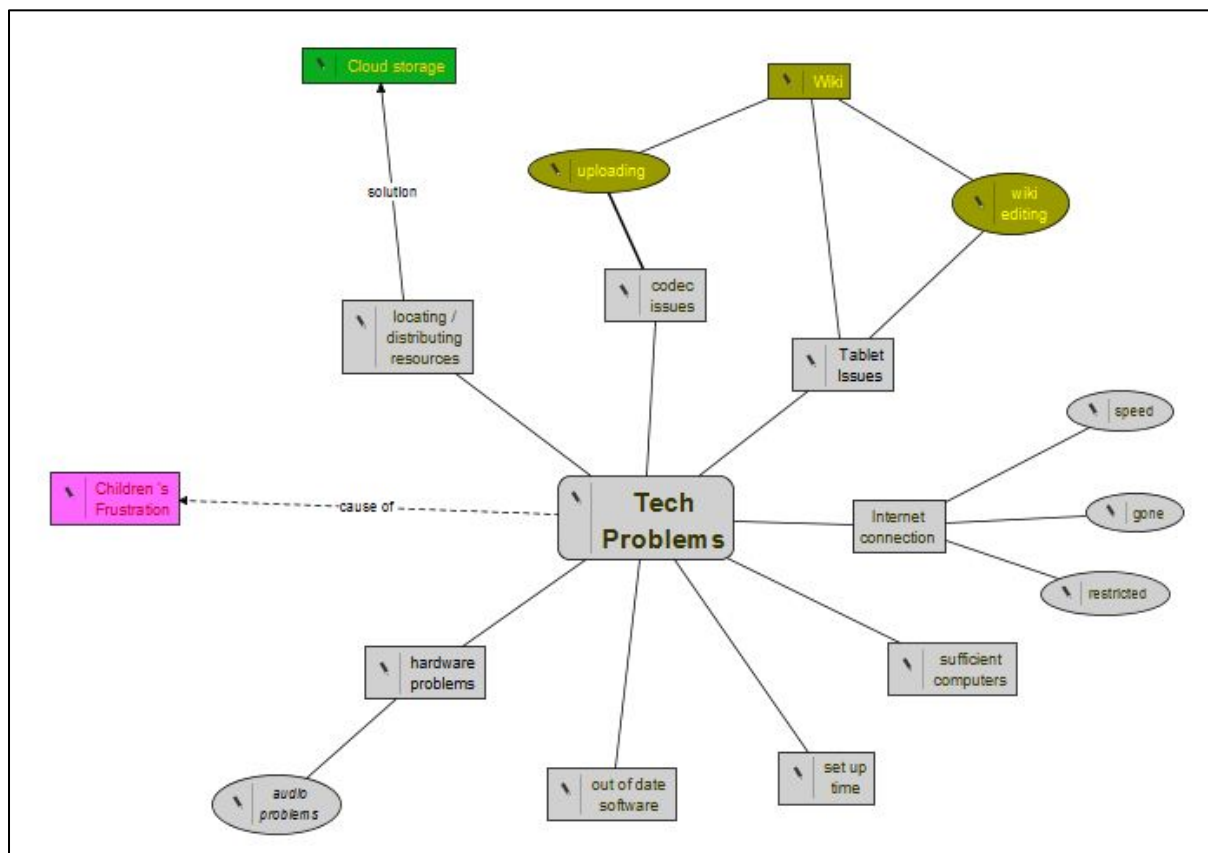 Cloud storage
Wiki
uploading
wiki
editing
solution
codec
issues
locating /
distributing
resources
Tablet
Issues
speed
Children 's
Frustration
cause of
Tech
Problems
Internet
connection
gone
restricted
hardware
problems
sufficient
computers
audio
problems
out of date
software
set up
time